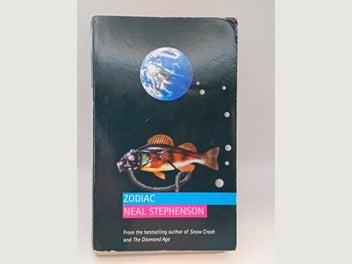 ZODIAC
NEAL STEPHENSON
From the bestselling author of Snow Crash
and The Diamond Age